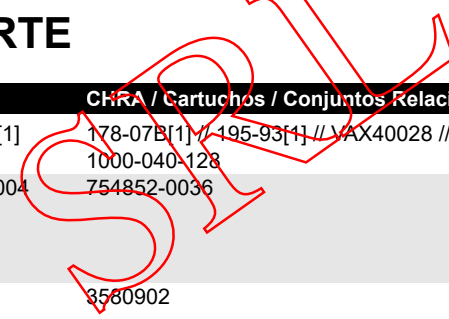 RTE
CHRA / Cartuchos / Conjuntos Relaci
[1] 178-07B[1] // 195-93[1] // VAX40028 //
1000-040-128
004 754852-0036
3580902
SRL